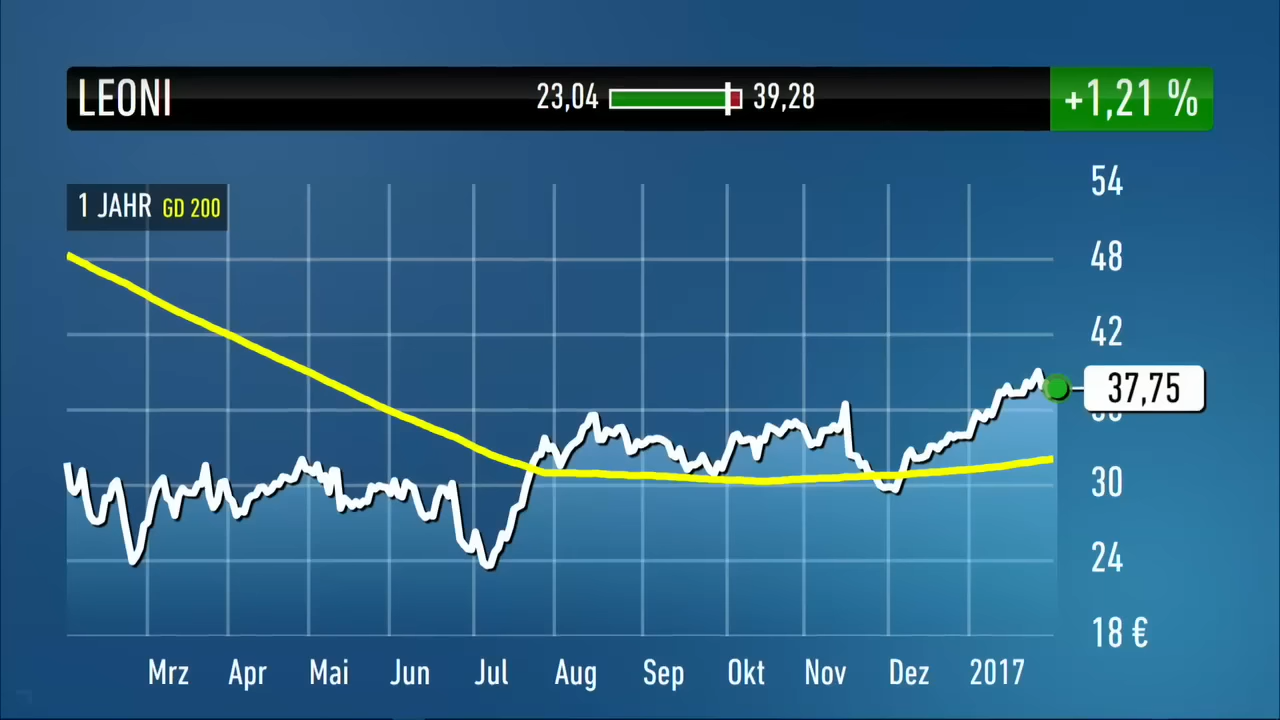 LEONI 23,04 39,28 +1,21 %
1 JAHR GD 200
54
48
42
37,75
30
24
18 €
Mrz Apr Mai Jun Jul Aug Sep Okt Nov Dez 2017